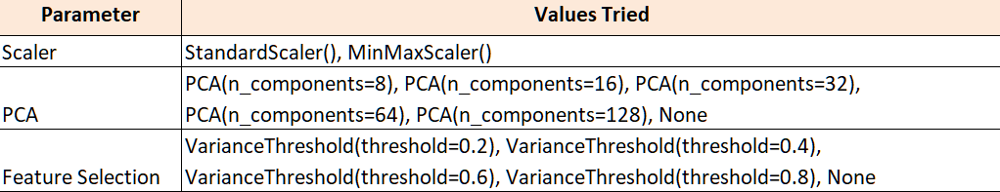 Parameter Values Tried
Scaler StandardScaler(), MinMaxScaler()
PCA(n_components=8), PCA(n_components=16), PCA(n_components=32),
PCA PCA(n_components=64), PCA(n_components=128), None
VarianceThreshold(threshold=0.2), VarianceThreshold(threshold=0.4),
Feature Selection VarianceThreshold(threshold=0.6), VarianceThreshold(threshold=0.8), None